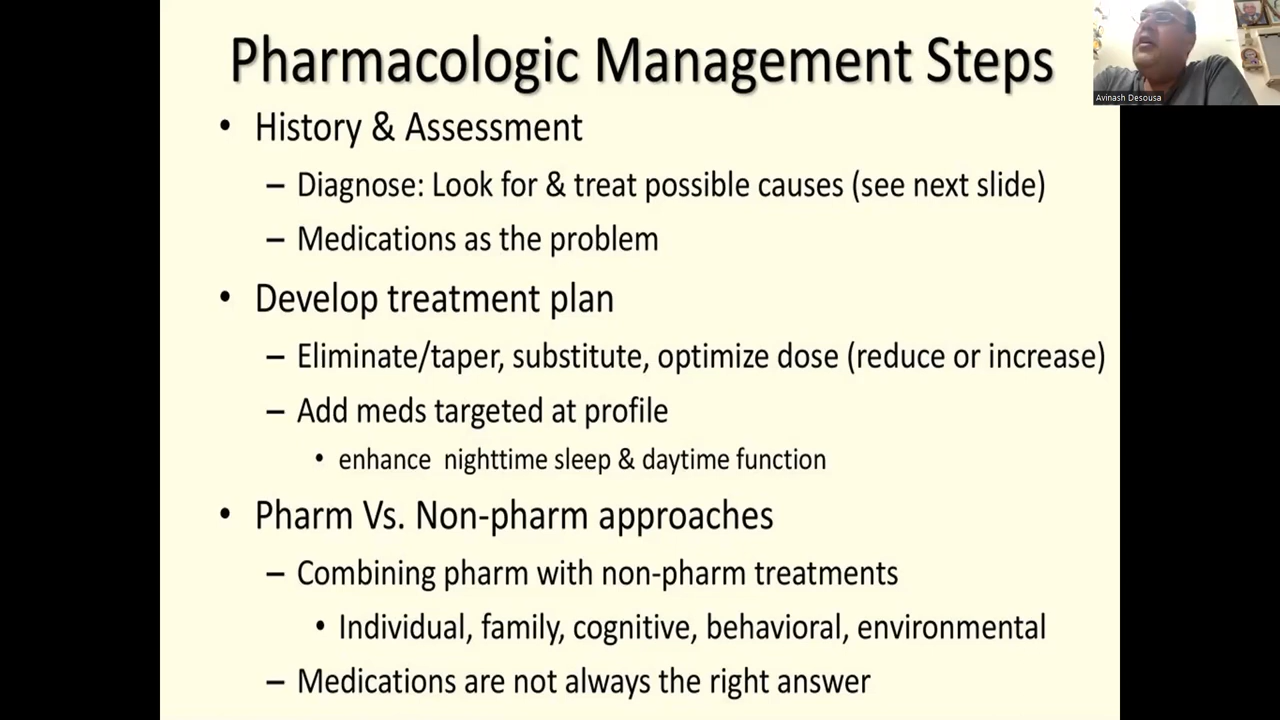 Pharmacologic Management Steps
• History & Assessment
– Diagnose: Look for & treat possible causes (see next slide)
– Medications as the problem
• Develop treatment plan
– Eliminate/taper, substitute, optimize dose (reduce or increase)
– Add meds targeted at profile
• enhance nighttime sleep & daytime function
• Pharm Vs. Non-pharm approaches
– Combining pharm with non-pharm treatments
• Individual, family, cognitive, behavioral, environmental
– Medications are not always the right answer
Avinash Desousa